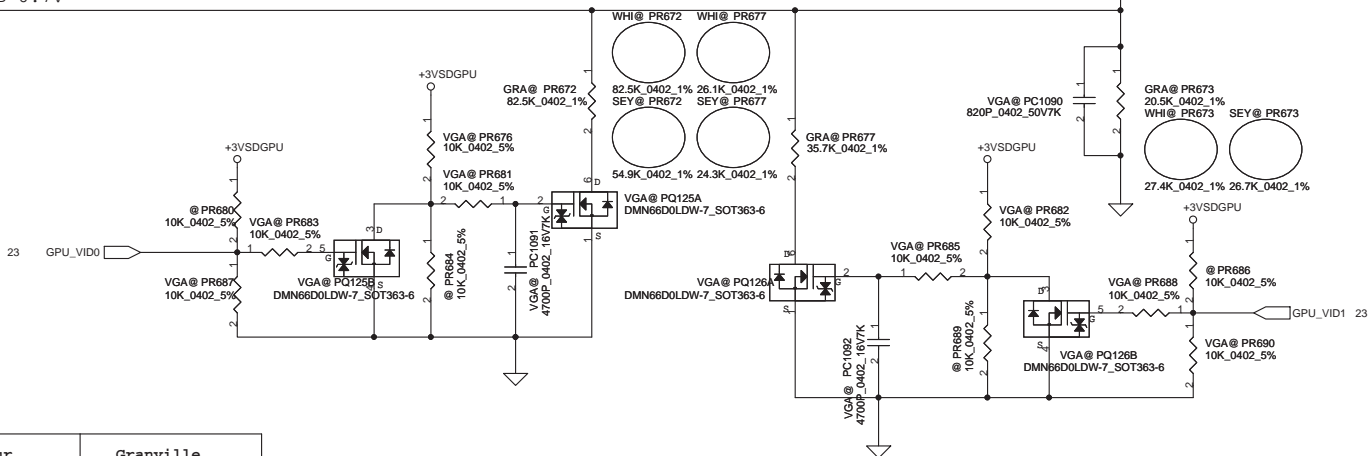 WHI@ PR672
WHI@ PR677
82.5K_0402_1%
26.1K_0402_1%
SEY@ PR672
SEY@ PR677
54.9K_0402_1%
24.3K_0402_1%
GRA@ PR672
82.5K_0402_1%
+3VSDGPU
VGA@ PR676
10K_0402_5%
VGA@ PR681
10K_0402_5%
VGA@ PQ125A
DMN66D0LDW-7_SOT363-6
GRA@ PR677
35.7K_0402_1%
VGA@ PC1090
820P_0402_50V7K
GRA@ PR673
20.5K_0402_1%
WHI@ PR673
SEY@ PR673
27.4K_0402_1%
26.7K_0402_1%
+3VSDGPU
@ PR680
10K_0402_5%
VGA@ PR683
10K_0402_5%
23
GPU_VID0
VGA@ PR687
10K_0402_5%
VGA@ PQ125B
DMN66D0LDW-7_SOT363-6
@ PR684
10K_0402_5%
VGA@ PC1091
4700P_0402_16V7K
+3VSDGPU
VGA@ PR682
10K_0402_5%
VGA@ PR685
10K_0402_5%
VGA@ PQ126A
DMN66D0LDW-7_SOT363-6
VGA@ PC1092
4700P_0402_16V7K
@ PR689
10K_0402_5%
VGA@ PQ126B
DMN66D0LDW-7_SOT363-6
VGA@ PR688
10K_0402_5%
+3VSDGPU
@ PR686
10K_0402_5%
GPU_VID1
23
VGA@ PR690
10K_0402_5%
Granville